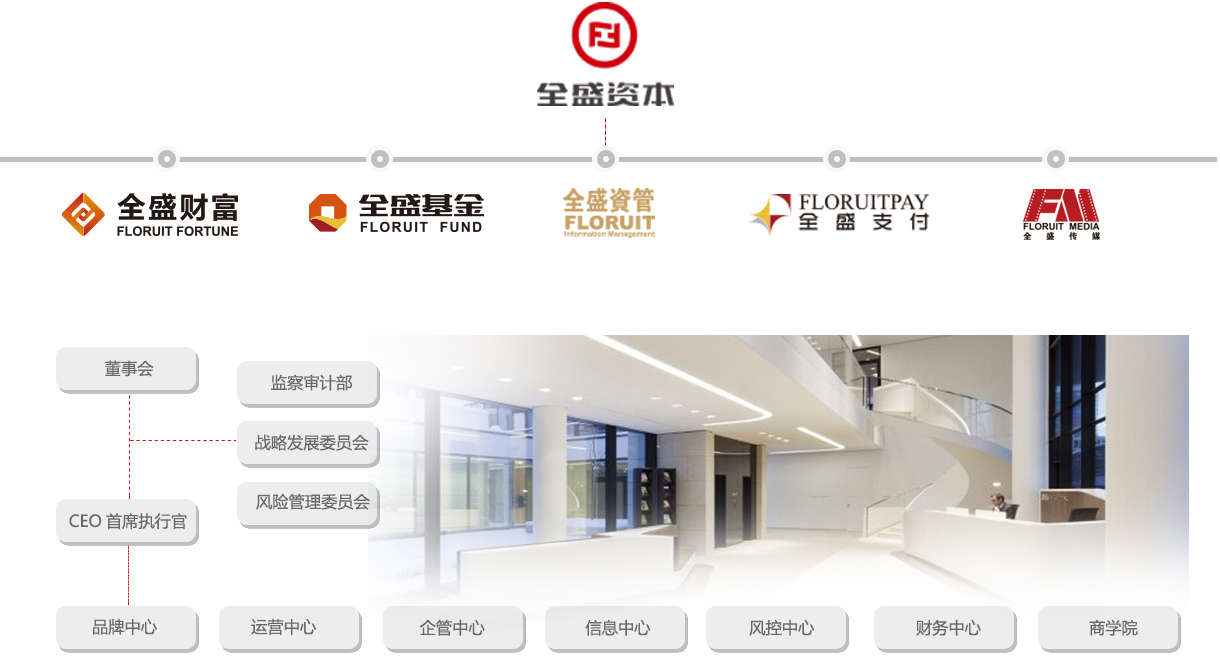 全盛资本
全盛财富
FLORUIT FORTUNE
全盛基金
FLORUIT FUND
全盛資管
FLORUIT
Information Management
FLORUITPAY
全盛支付
FLORUIT MEDIA
全盛传媒
董事会
监察审计部
战略发展委员会
风险管理委员会
CEO 首席执行官
品牌中心
运营中心
企管中心
信息中心
风控中心
财务中心
商学院